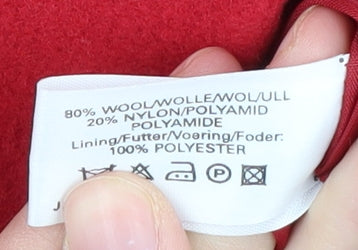 80% WOOL/WOLLE/WOL/ULL
20% NYLON/POLYAMID
POLYAMIDE
Lining/Futter/Voering/Foder:
100% POLYESTER
P
J